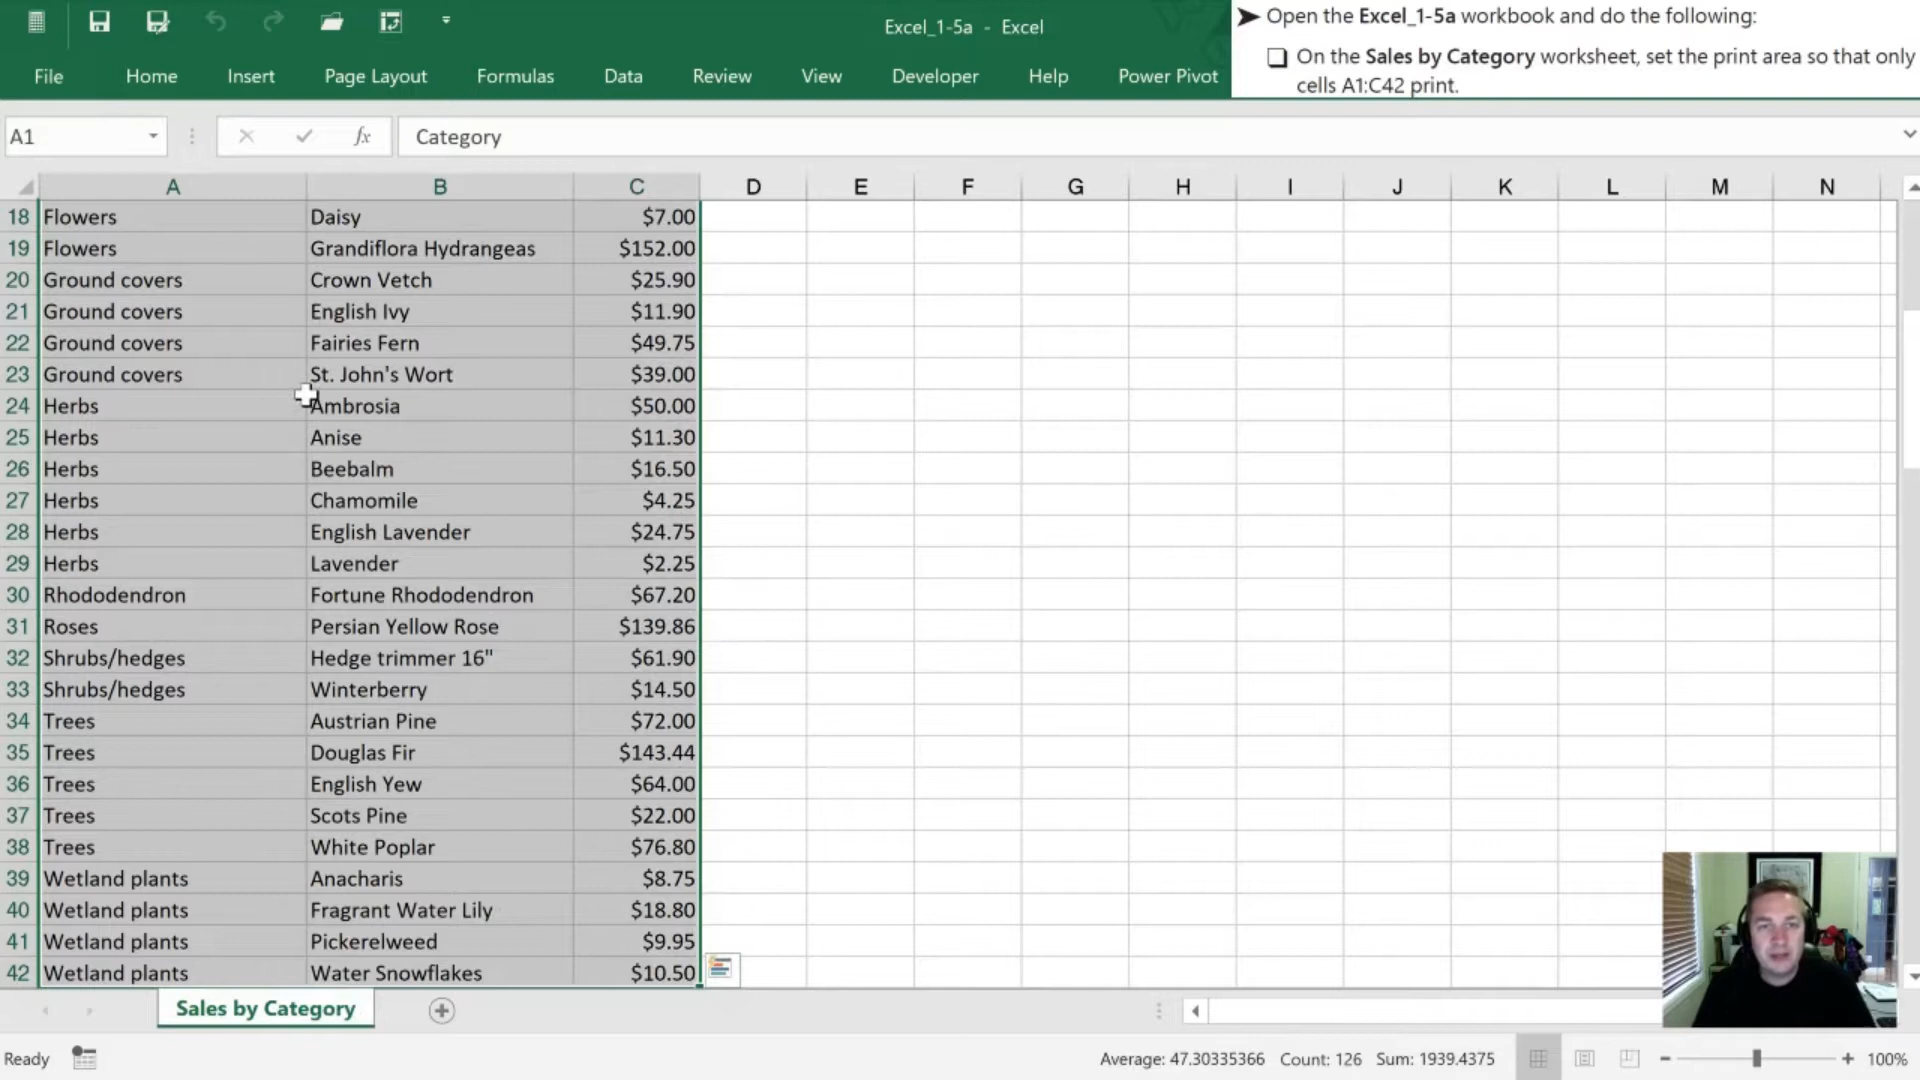 Excel_1-5a - Excel
➤ Open the Excel_1-5a workbook and do the following:
❑ On the Sales by Category worksheet, set the print area so that only
cells A1:C42 print.
File Home Insert Page Layout Formulas Data Review View Developer Help Power Pivot
A1 fx Category
A B C D E F G H I J K L M N
18 Flowers Daisy $7.00
19 Flowers Grandiflora Hydrangeas $152.00
20 Ground covers Crown Vetch $25.90
21 Ground covers English Ivy $11.90
22 Ground covers Fairies Fern $49.75
23 Ground covers St. John's Wort $39.00
24 Herbs Ambrosia $50.00
25 Herbs Anise $11.30
26 Herbs Beebalm $16.50
27 Herbs Chamomile $4.25
28 Herbs English Lavender $24.75
29 Herbs Lavender $2.25
30 Rhododendron Fortune Rhododendron $67.20
31 Roses Persian Yellow Rose $139.86
32 Shrubs/hedges Hedge trimmer 16" $61.90
33 Shrubs/hedges Winterberry $14.50
34 Trees Austrian Pine $72.00
35 Trees Douglas Fir $143.44
36 Trees English Yew $64.00
37 Trees Scots Pine $22.00
38 Trees White Poplar $76.80
39 Wetland plants Anacharis $8.75
40 Wetland plants Fragrant Water Lily $18.80
41 Wetland plants Pickerelweed $9.95
42 Wetland plants Water Snowflakes $10.50
Sales by Category
Ready Average: 47.30335366 Count: 126 Sum: 1939.4375 100%